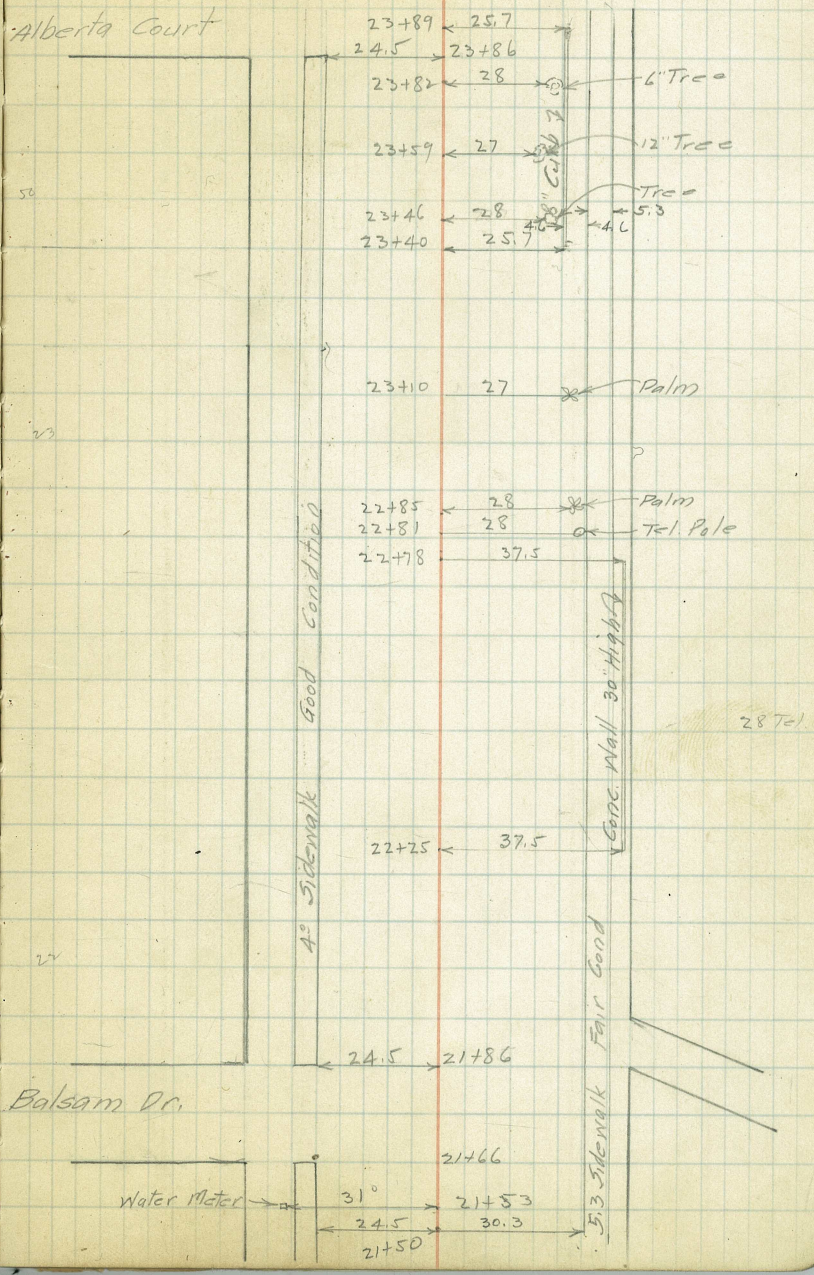 Alberta Court
23+89 25.7
24.5 23+86
23+82 28 6" Tree
23+59 27 12" Tree
8" Curb
50
Tree
23+46 28 5.3
4.6 4.6
23+40 25.7
23+10 27 Palm
23
22+85 28 Palm
22+81 28 Tel. Pole
22+78 37.5
Conc. Wall 30" High
28 Tel.
4° Sidewalk Good Condition
22+25 37.5
22
5.3 Sidewalk Fair Cond
24.5 21+86
Balsam Dr.
21+66
Water Meter 31° 21+53
24.5 30.3
21+50